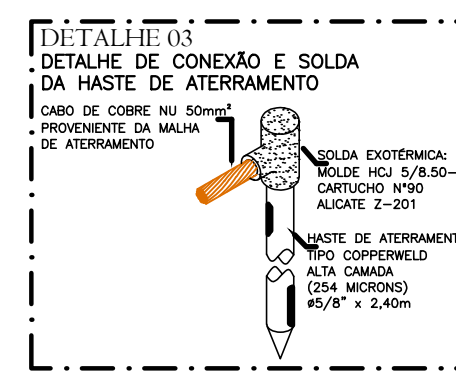 DETALHE 03
DETALHE DE CONEXÃO E SOLDA
DA HASTE DE ATERRAMENTO
CABO DE COBRE NU 50mm²
PROVENIENTE DA MALHA
DE ATERRAMENTO
SOLDA EXOTÉRMICA:
MOLDE HCJ 5/8.50-
CARTUCHO N°90
ALICATE Z-201
HASTE DE ATERRAMENT
TIPO COPPERWELD
ALTA CAMADA
(254 MICRONS)
ø5/8" x 2,40m